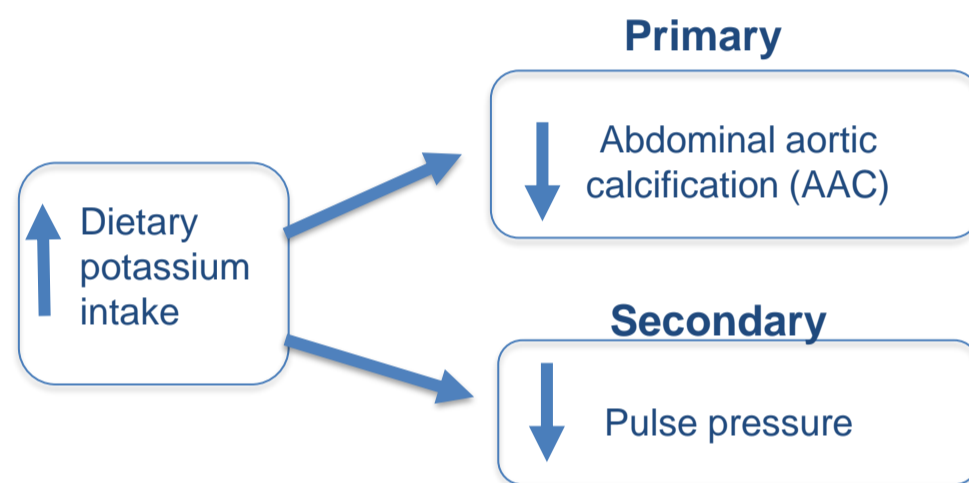 Primary
Abdominal aortic
calcification (AAC)
Dietary
potassium
intake
Secondary
Pulse pressure